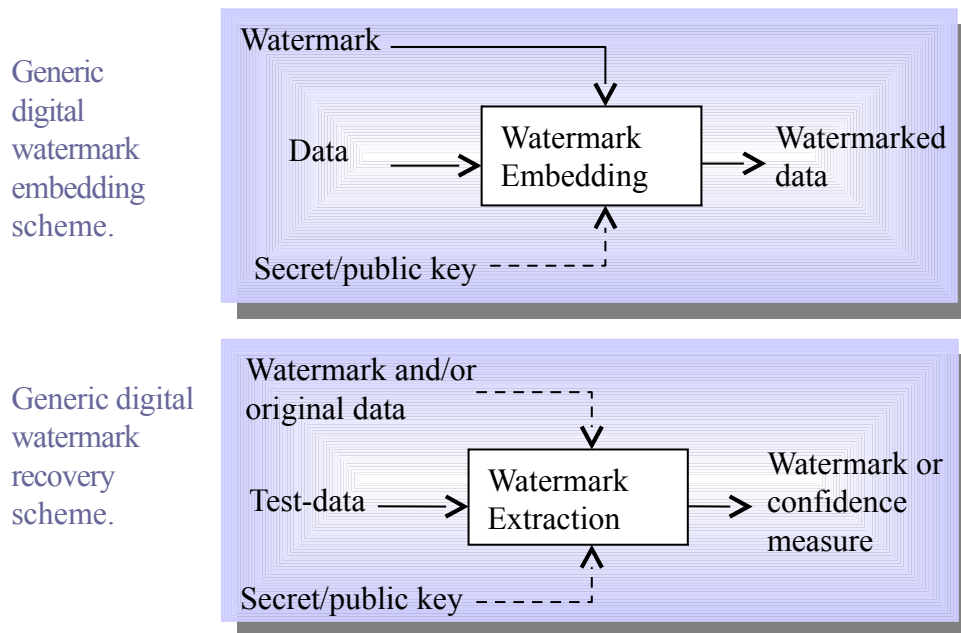 Generic
digital
watermark
embedding
scheme.
Watermark
Data
Watermark
Embedding
Watermarked
data
Secret/public key
Generic digital
watermark
recovery
scheme.
Watermark and/or
original data
Test-data
Watermark
Extraction
Watermark or
confidence
measure
Secret/public key